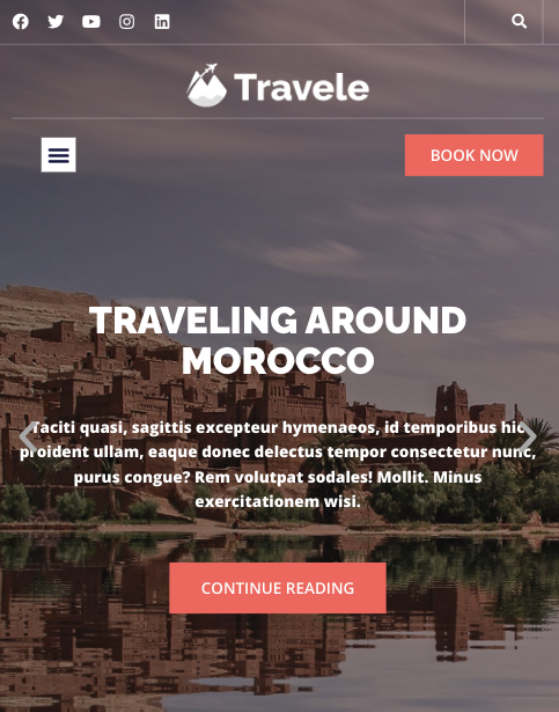 Travele
BOOK NOW
TRAVELING AROUND
MOROCCO
Taciti quasi, sagittis excepteur hymenaeos, id temporibus hic
proident ullam, eaque donec delectus tempor consectetur nunc,
purus congue? Rem volutpat sodales! Mollit. Minus
exercitationem wisi.
CONTINUE READING